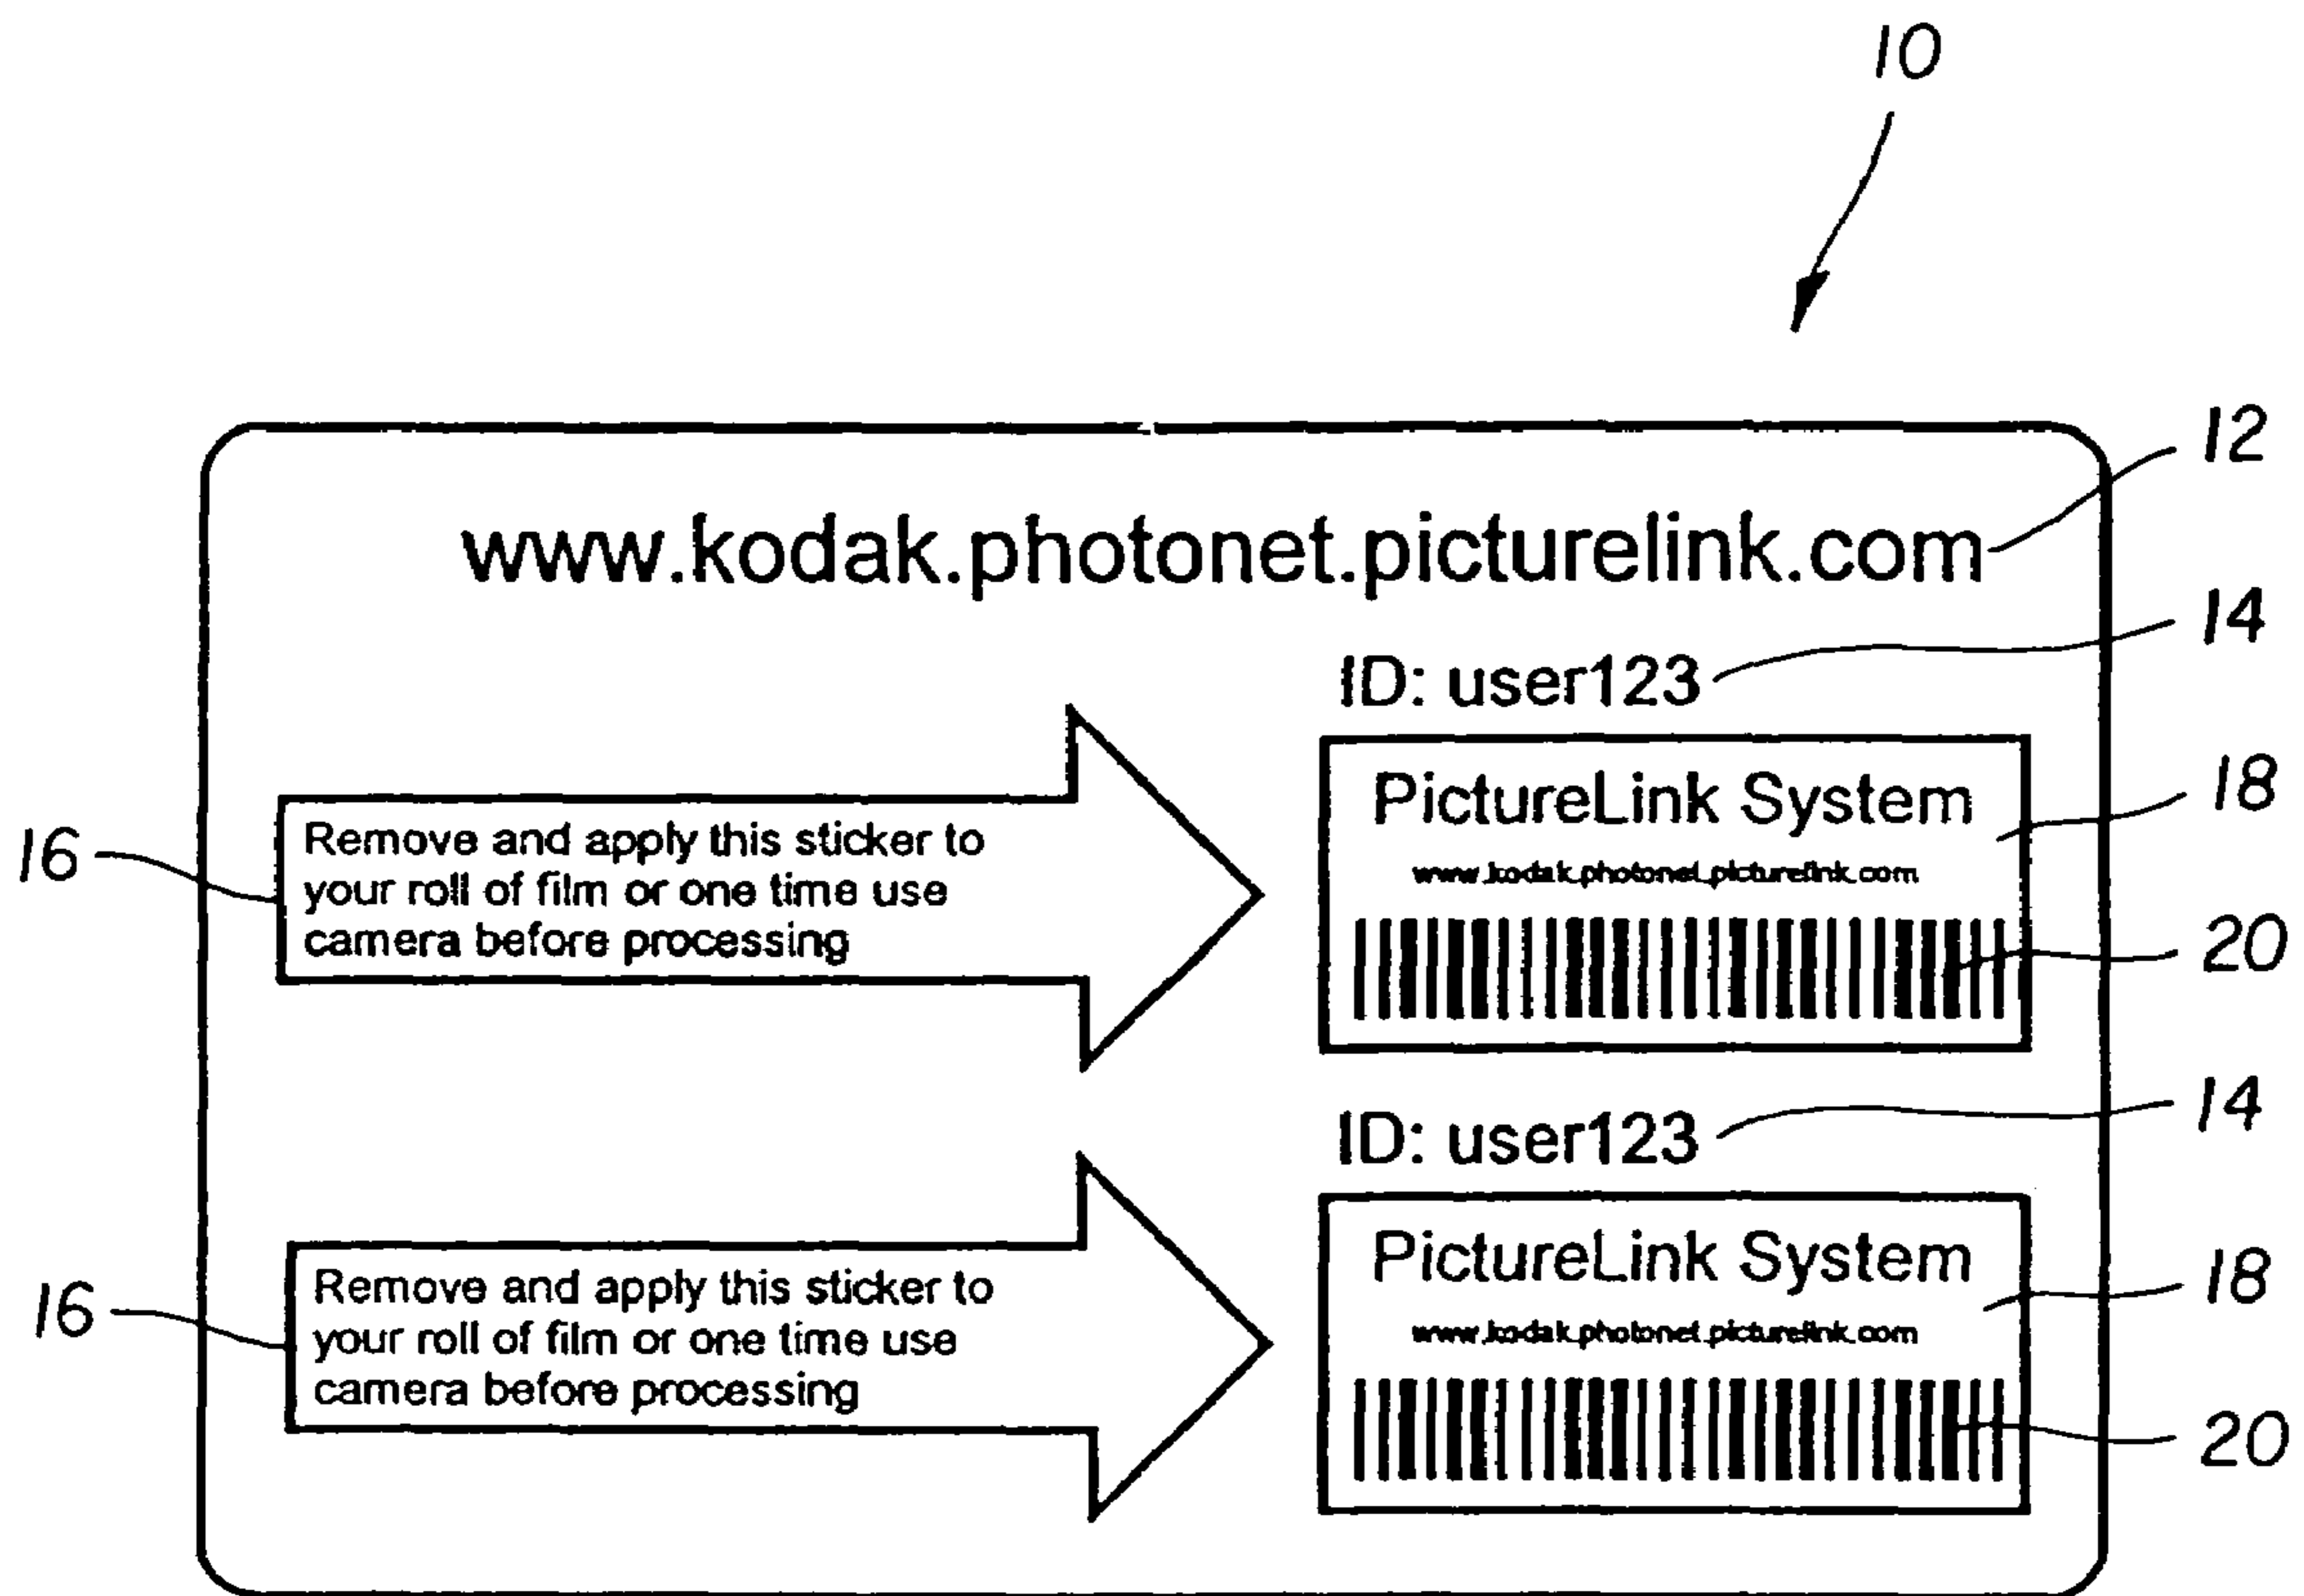 10
12
www.kodak.photonet.picturelink.com
14
ID: user123
18
PictureLink System
16
Remove and apply this sticker to
your roll of film or one time use
camera before processing
www.kodak.photonet.picturelink.com
20
14
ID: user123
18
PictureLink System
16
Remove and apply this sticker to
your roll of film or one time use
camera before processing
www.kodak.photonet.picturelink.com
20